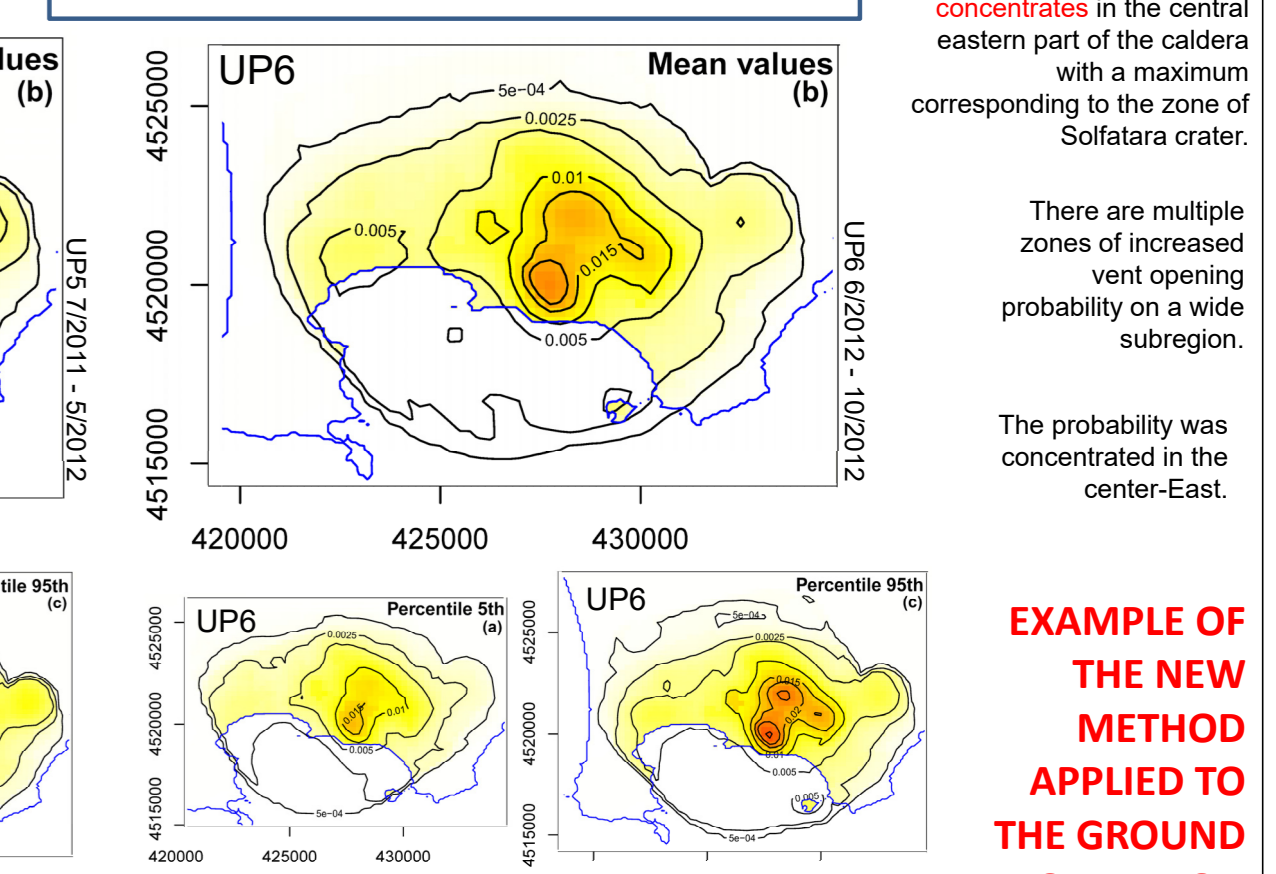 concentrates in the central
eastern part of the caldera
with a maximum
corresponding to the zone of
Solfatara crater.
There are multiple
zones of increased
vent opening
probability on a wide
subregion.
The probability was
concentrated in the
center-East.
EXAMPLE OF
THE NEW
METHOD
APPLIED TO
THE GROUND
lues
(b)
UP5 7/2011 - 5/2012
UP6
Mean values
(b)
5e−04
0.0025
0.01
0.005
0.015
0.005
4525000
4520000
4515000
420000
425000
430000
UP6 6/2012 - 10/2012
tile 95th
(c)
UP6
Percentile 5th
(a)
0.0025
0.015
0.01
0.005
5e−04
4525000
4520000
4515000
420000
425000
430000
UP6
Percentile 95th
(c)
5e−04
0.0025
0.015
0.02
0.01
0.005
0.005
5e−04
4525000
4520000
4515000